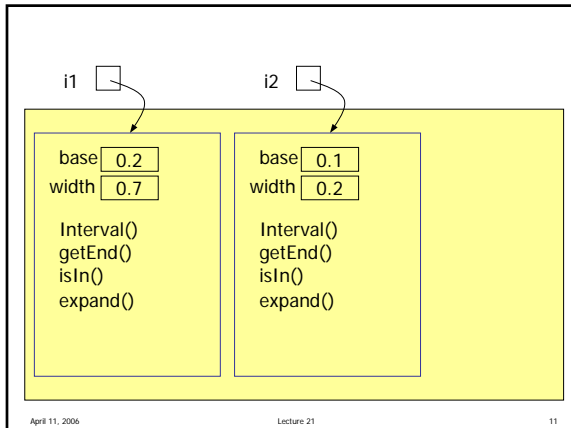 i1
i2
base 0.2
width 0.7
Interval()
getEnd()
isIn()
expand()
base 0.1
width 0.2
Interval()
getEnd()
isIn()
expand()
April 11, 2006 Lecture 21 11